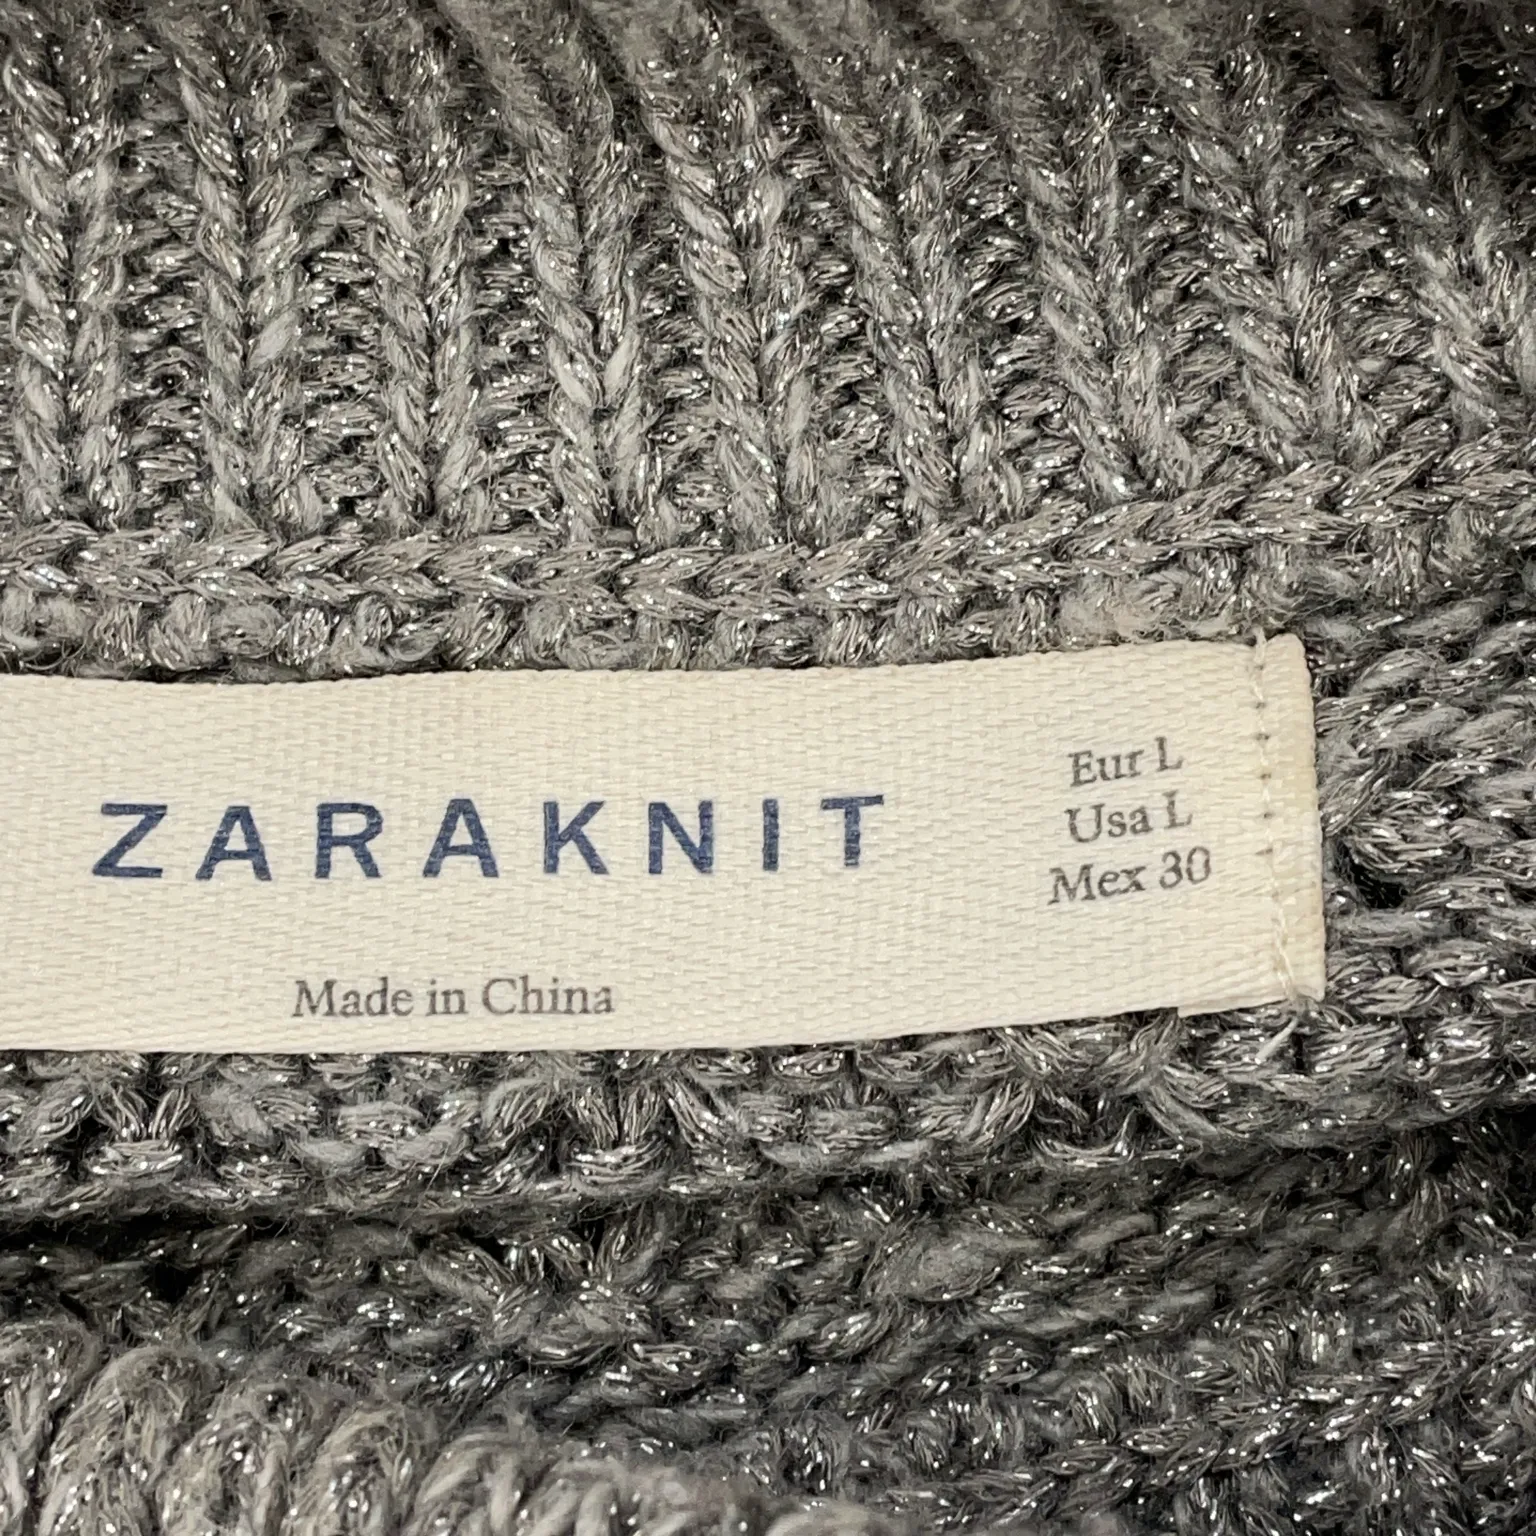 ZARAKNIT
Eur L
Usa L
Mex 30
Made in China